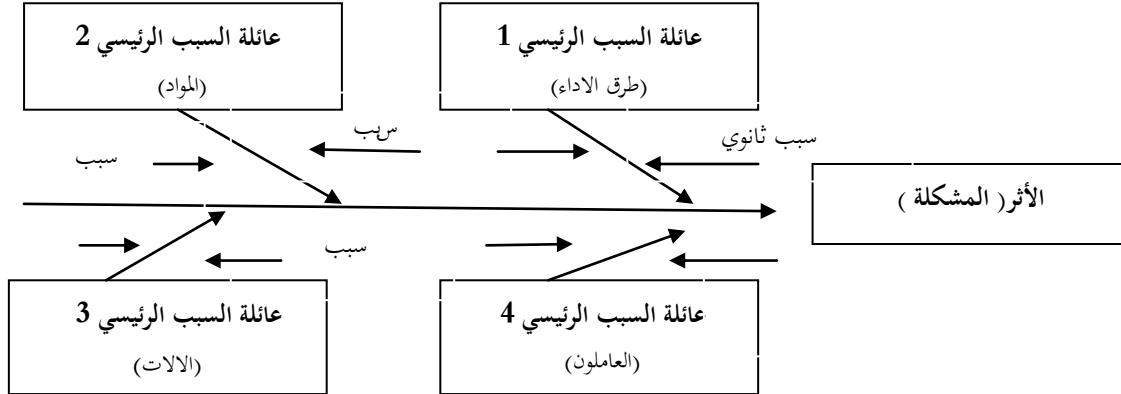 عائلة السبب الرئيسي 1
(طرق الاداء)
عائلة السبب الرئيسي 2
(المواد)
سبب ثانوي
سبب
سبب
الأثر( المشكلة )
سبب
عائلة السبب الرئيسي 4
(العاملون)
عائلة السبب الرئيسي 3
(الالات)